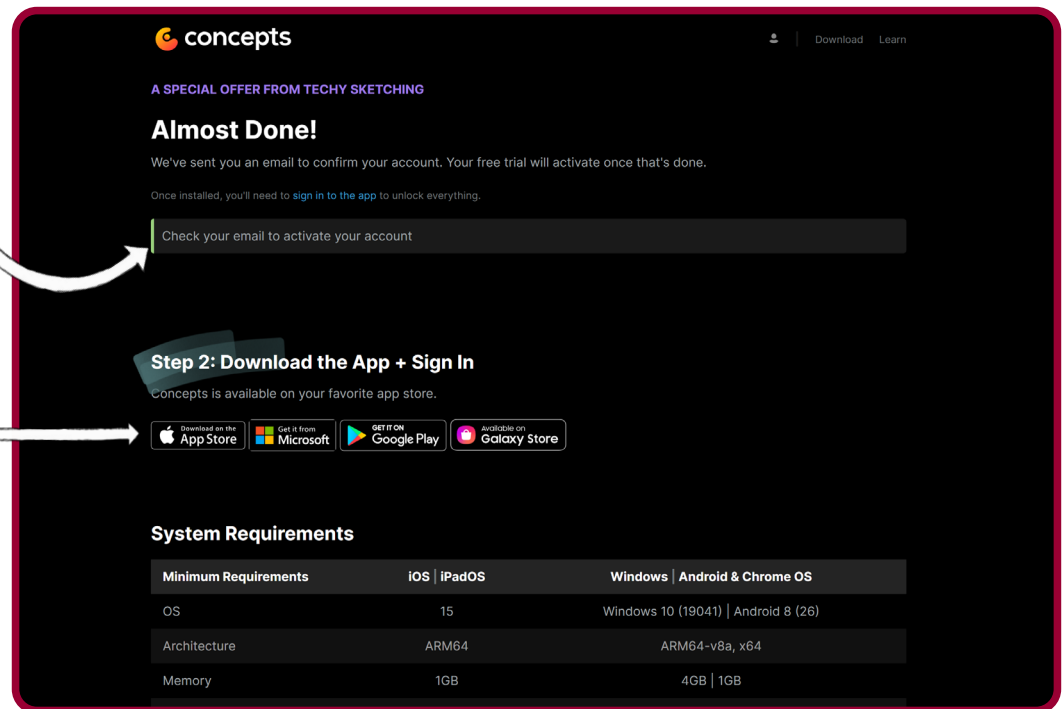 concepts
Download Learn
A SPECIAL OFFER FROM TECHY SKETCHING
Almost Done!
We've sent you an email to confirm your account. Your free trial will activate once that's done.
Once installed, you'll need to sign in to the app to unlock everything.
Check your email to activate your account
Step 2: Download the App + Sign In
Concepts is available on your favorite app store.
Download on the App Store
Get it from Microsoft
GET IT ON Google Play
Available on Galaxy Store
System Requirements
Minimum Requirements iOS | iPadOS Windows | Android & Chrome OS
OS 15 Windows 10 (19041) | Android 8 (26)
Architecture ARM64 ARM64-v8a, x64
Memory 1GB 4GB | 1GB